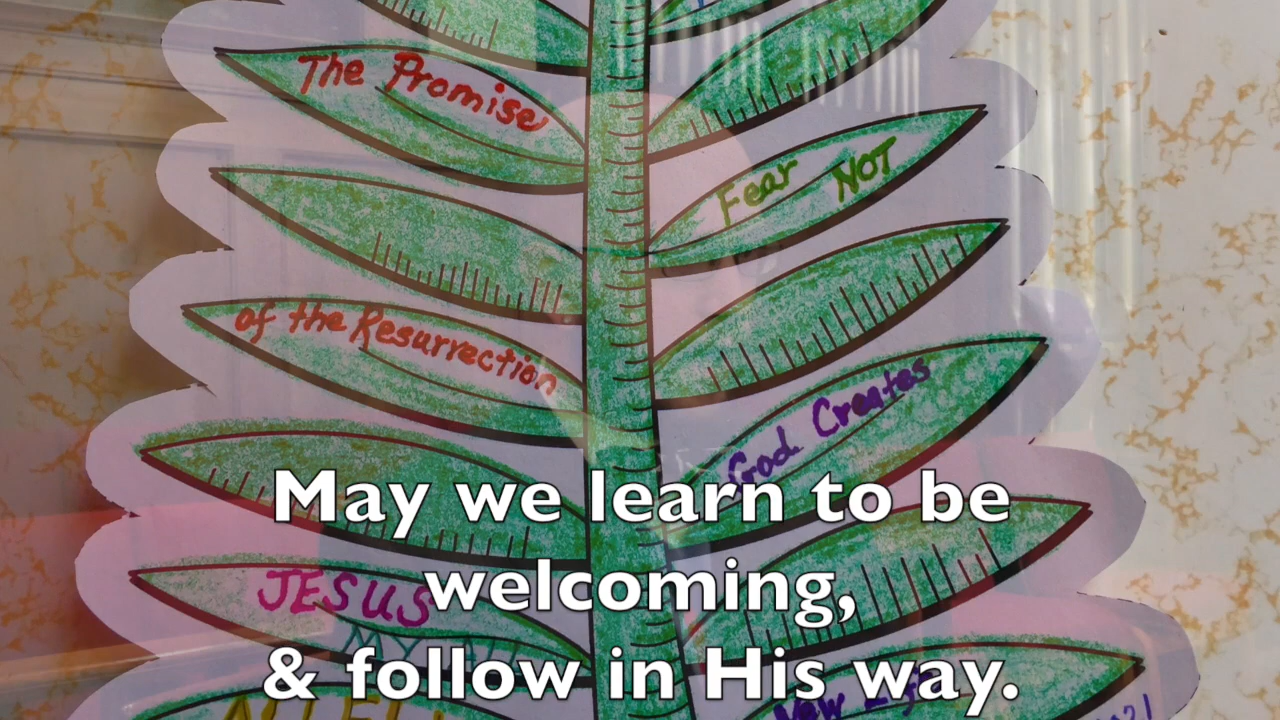 The Promise
Fear NOT
of the Resurrection
God Creates
JESUS
May we learn to be
welcoming,
& follow in His way.
New